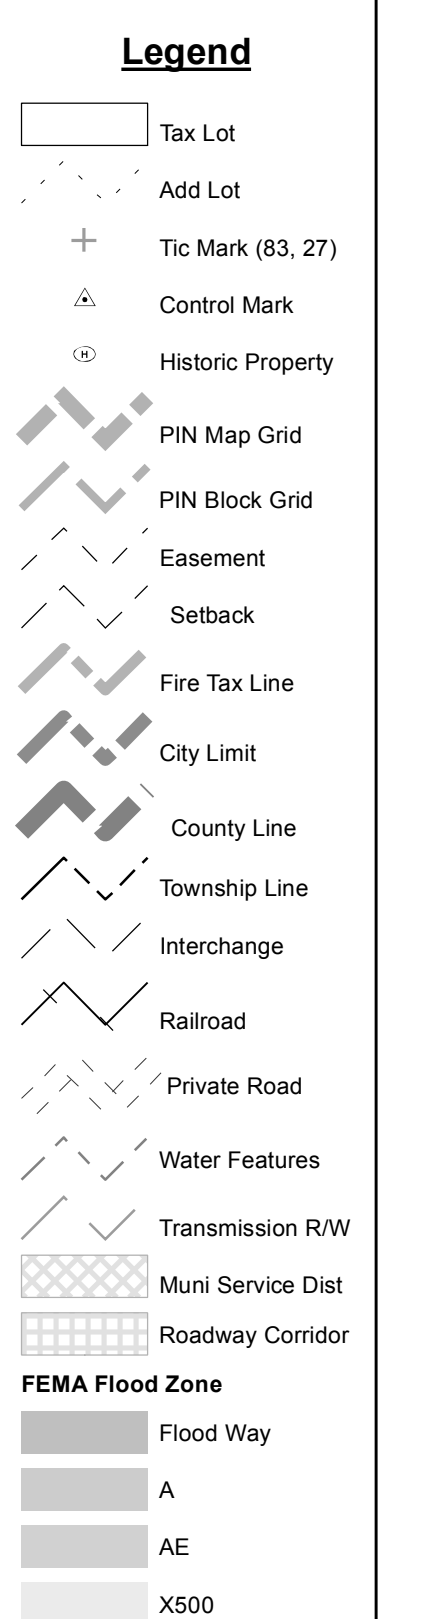 Legend
Tax Lot
Add Lot
Tic Mark (83, 27)
Control Mark
H
Historic Property
PIN Map Grid
PIN Block Grid
Easement
Setback
Fire Tax Line
City Limit
County Line
Township Line
Interchange
Railroad
Private Road
Water Features
Transmission R/W
Muni Service Dist
Roadway Corridor
FEMA Flood Zone
Flood Way
A
AE
X500